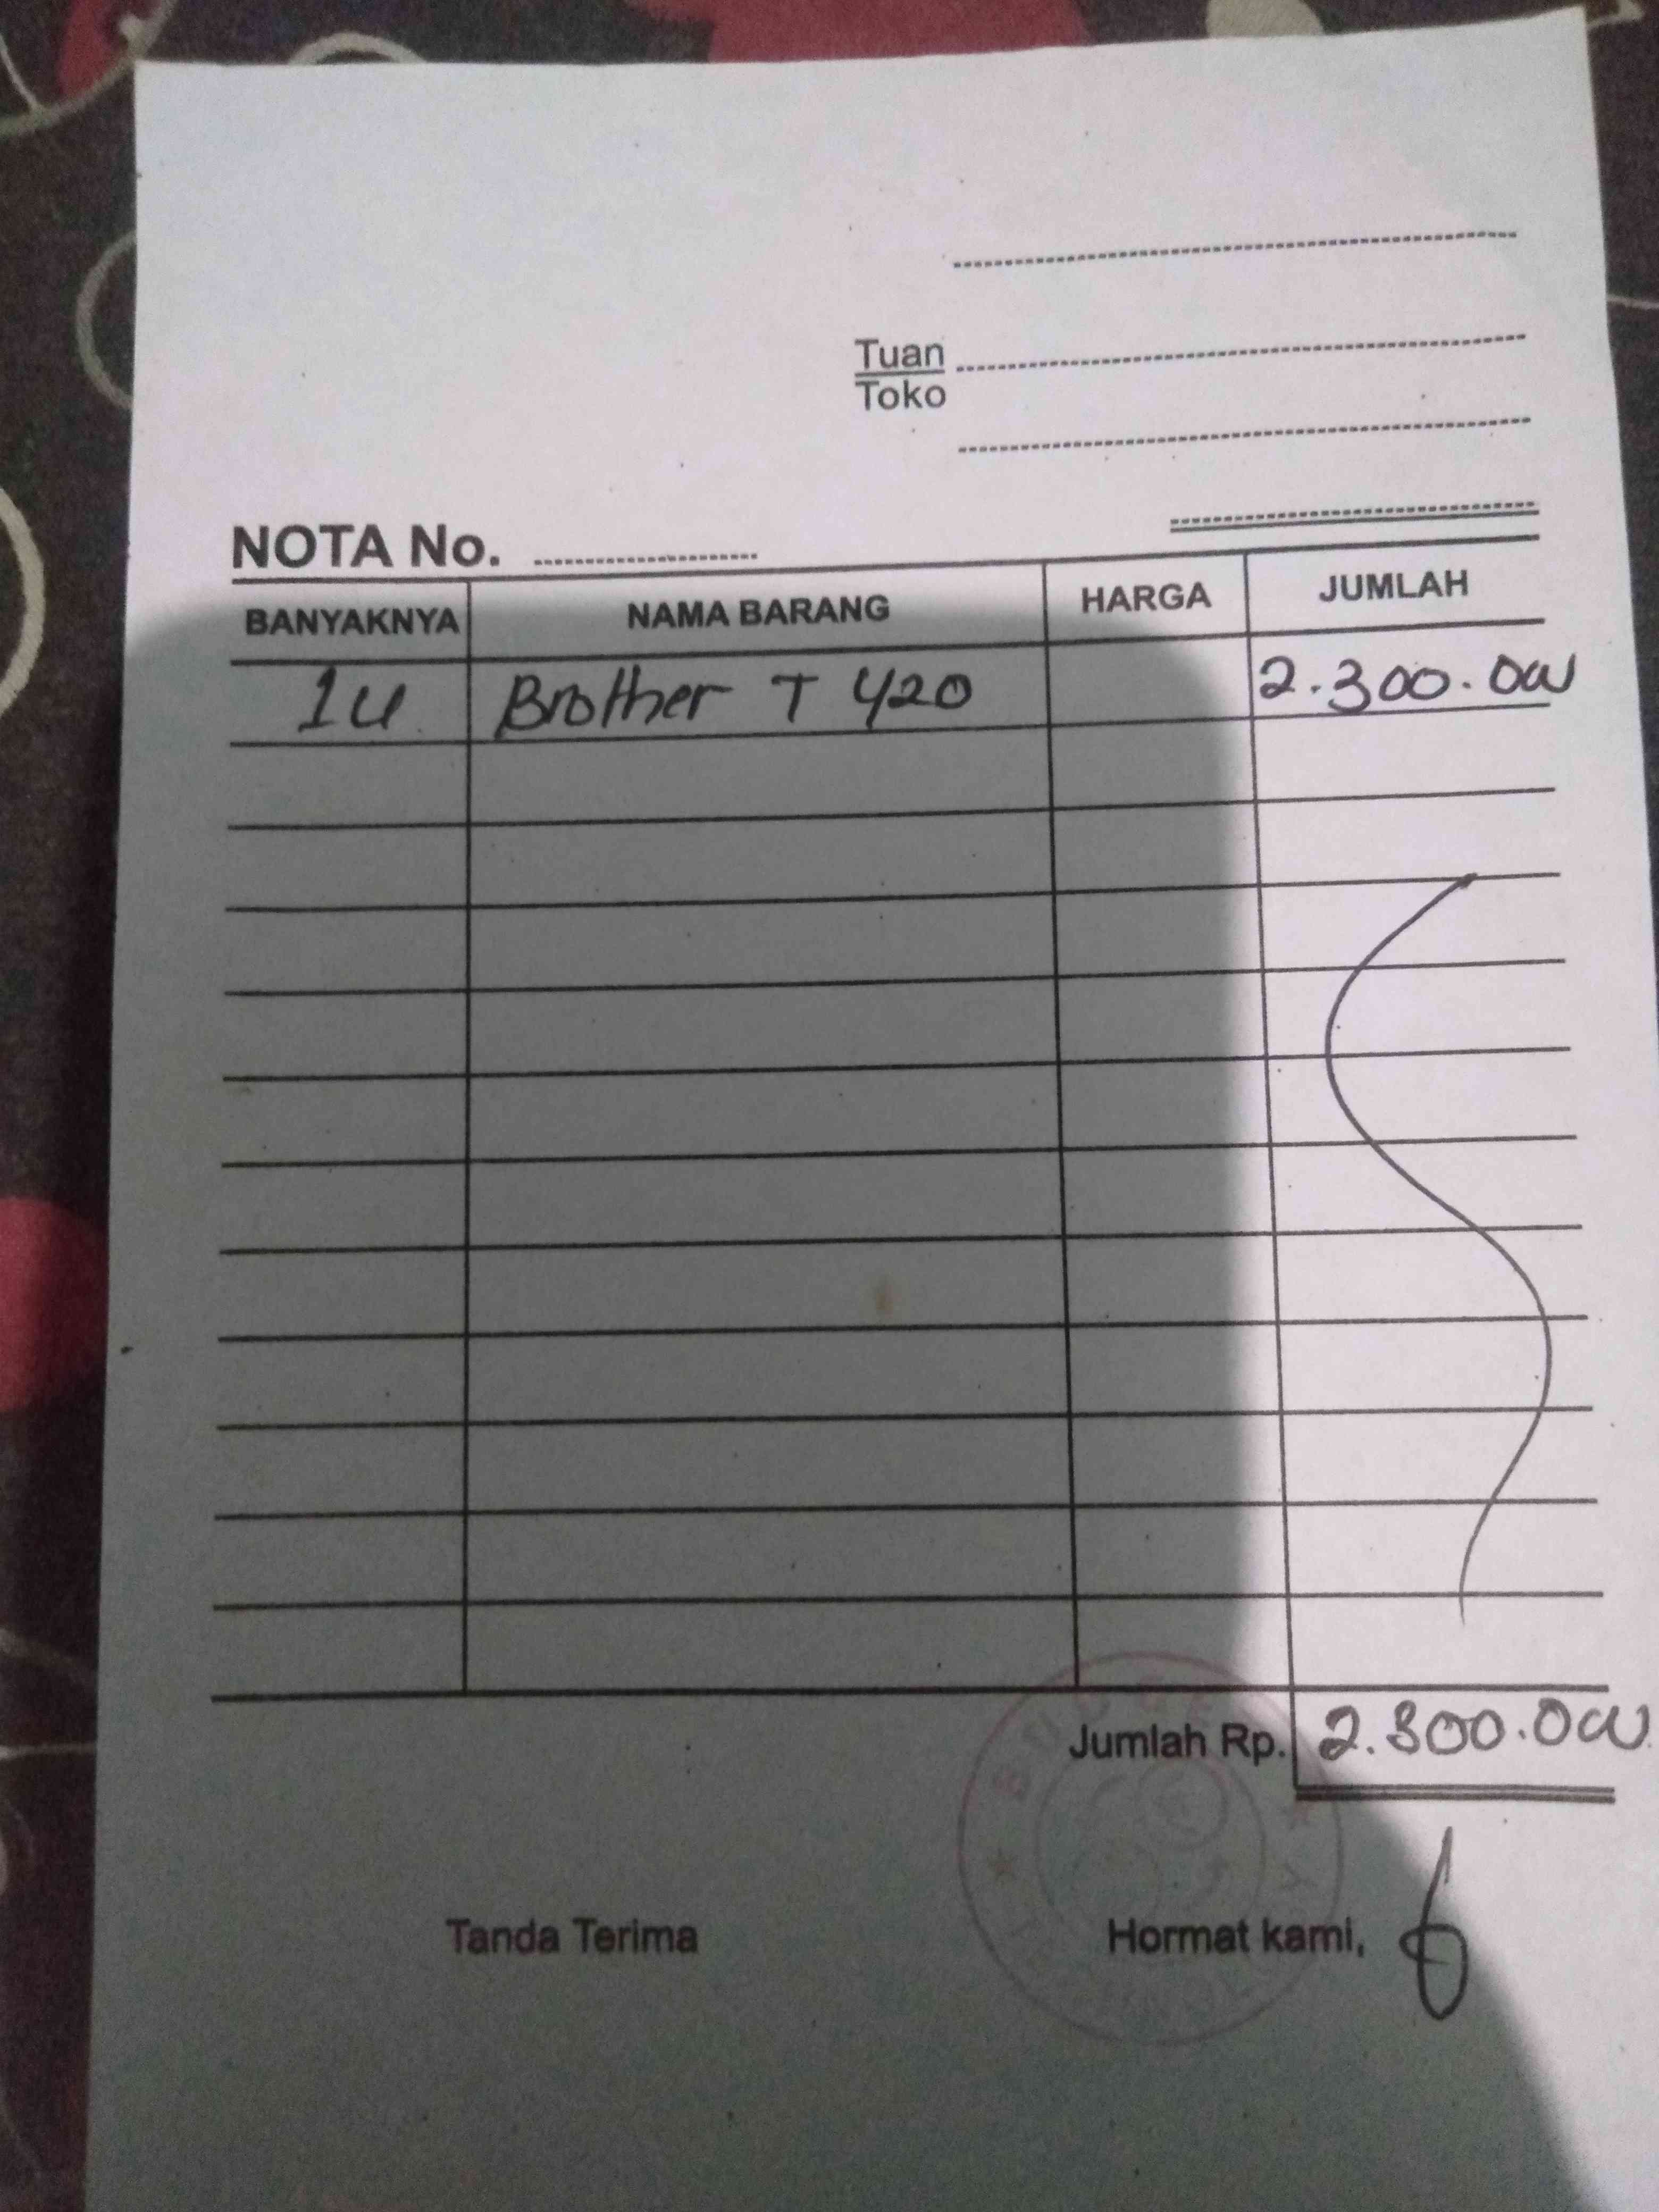 Tuan
Toko
NOTA No.
BANYAKNYA NAMA BARANG HARGA JUMLAH
1 U Brother T 420 2.300.000
Jumlah Rp. 2.300.000
Tanda Terima Hormat kami,